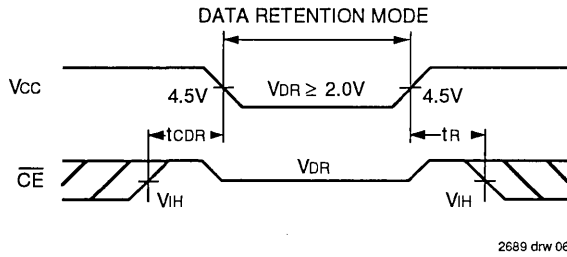 DATA RETENTION MODE
VCC
4.5V
VDR ≥ 2.0V
4.5V
tCDR
tR
CE
VDR
VIH
VIH
2689 drw 06